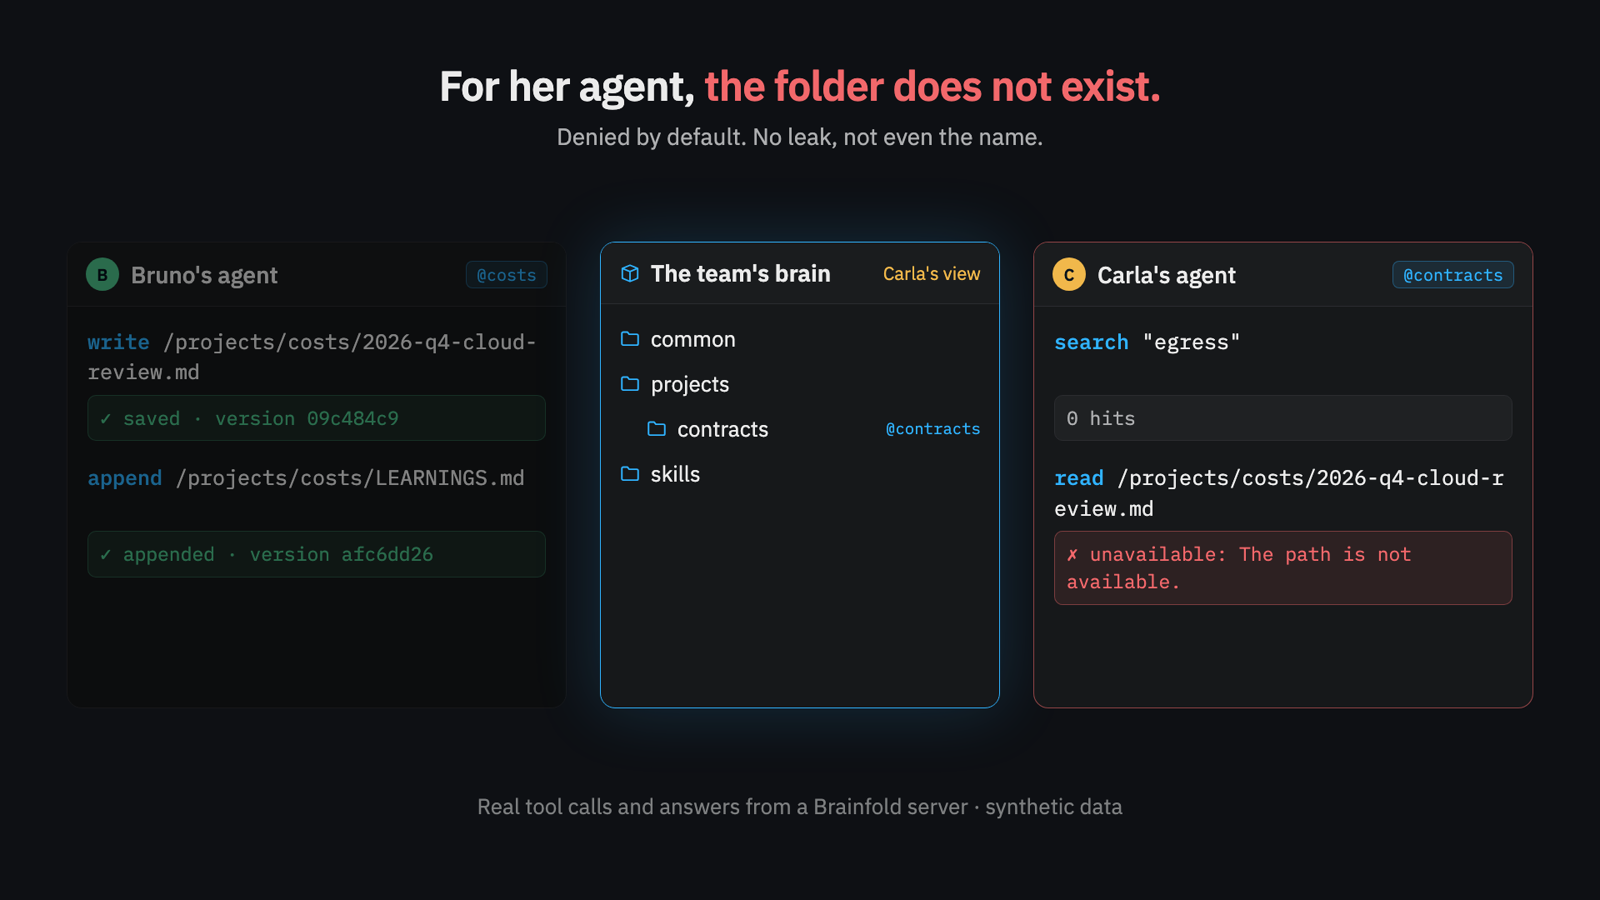 For her agent, the folder does not exist.
Denied by default. No leak, not even the name.
B Bruno's agent @costs
write /projects/costs/2026-q4-cloud-
review.md
✓ saved · version 09c484c9
append /projects/costs/LEARNINGS.md
✓ appended · version afc6dd26
The team's brain Carla's view
common
projects
contracts @contracts
skills
C Carla's agent @contracts
search "egress"
0 hits
read /projects/costs/2026-q4-cloud-r
eview.md
✗ unavailable: The path is not
available.
Real tool calls and answers from a Brainfold server · synthetic data